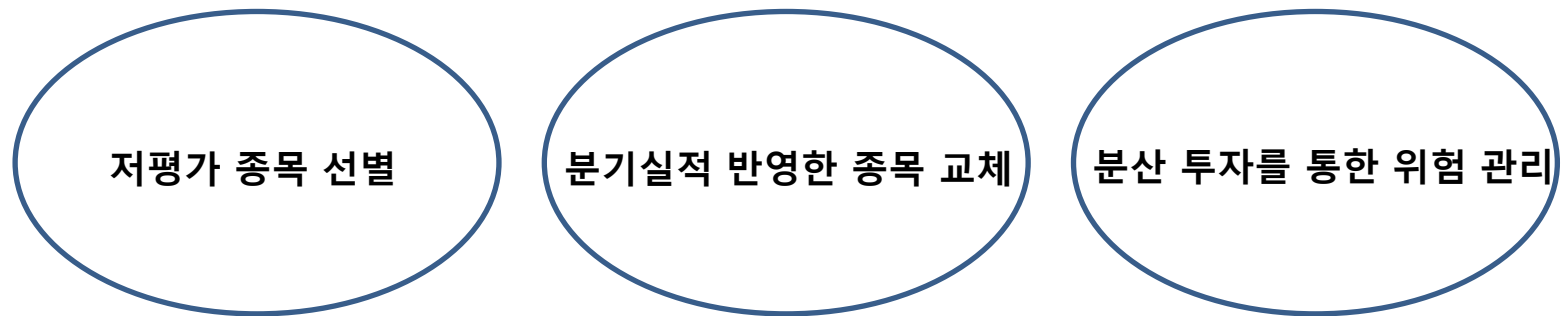 저평가 종목 선별
분기실적 반영한 종목 교체
분산 투자를 통한 위험 관리